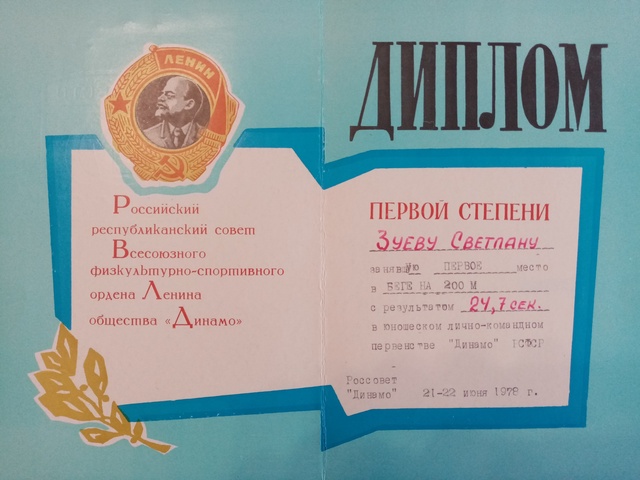 ЛЕНИН
Российский
республиканский совет
Всесоюзного
физкультурно-спортивного
ордена Ленина
общества «Динамо»
ДИПЛОМ
ПЕРВОЙ СТЕПЕНИ
Зуеву Светлану
занявшую ПЕРВОЕ место
в БЕГЕ НА 200 М
с результатом 24,7 сек.
в юношеском лично-командном
первенстве "Динамо" РСФСР
Россовет
"Динамо" 21-22 июня 1978 г.